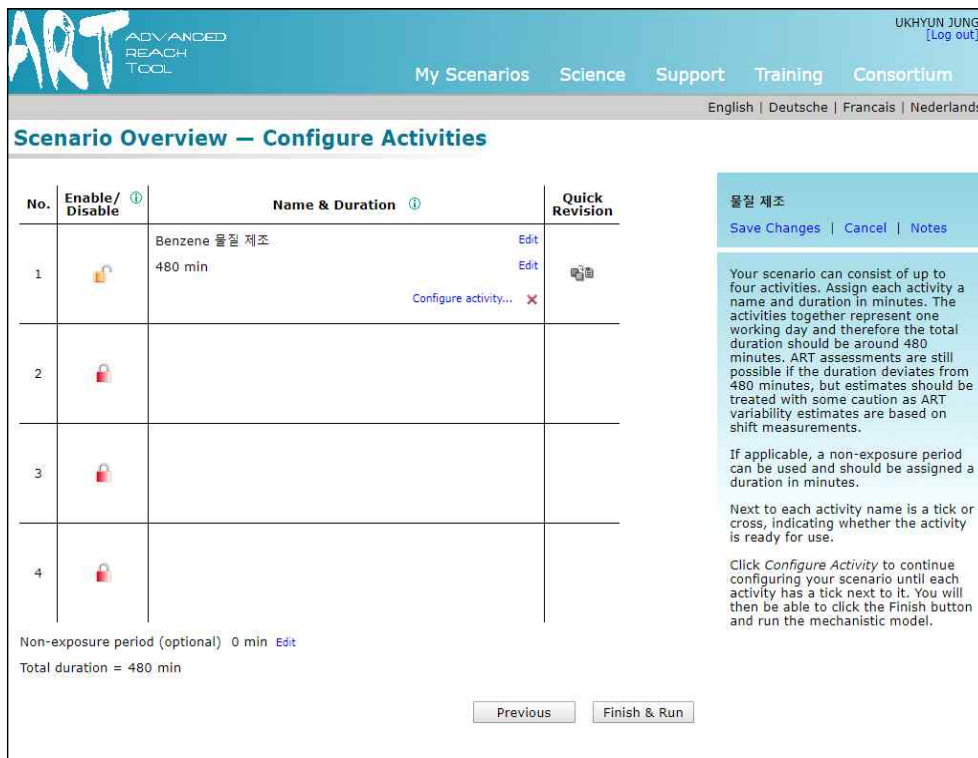 ART ADVANCED
REACH
TOOL
UKHYUN JUNG
[Log out]
My Scenarios Science Support Training Consortium
English | Deutsche | Francais | Nederlands
Scenario Overview — Configure Activities
No. Enable/ Disable Name & Duration Quick Revision
1
Benzene 물질 제조 Edit
480 min Edit
Configure activity...
2
3
4
Non-exposure period (optional) 0 min Edit
Total duration = 480 min
Previous Finish & Run
물질 제조
Save Changes | Cancel | Notes
Your scenario can consist of up to
four activities. Assign each activity a
name and duration in minutes. The
activities together represent one
working day and therefore the total
duration should be around 480
minutes. ART assessments are still
possible if the duration deviates from
480 minutes, but estimates should be
treated with some caution as ART
variability estimates are based on
shift measurements.
If applicable, a non-exposure period
can be used and should be assigned a
duration in minutes.
Next to each activity name is a tick or
cross, indicating whether the activity
is ready for use.
Click Configure Activity to continue
configuring your scenario until each
activity has a tick next to it. You will
then be able to click the Finish button
and run the mechanistic model.